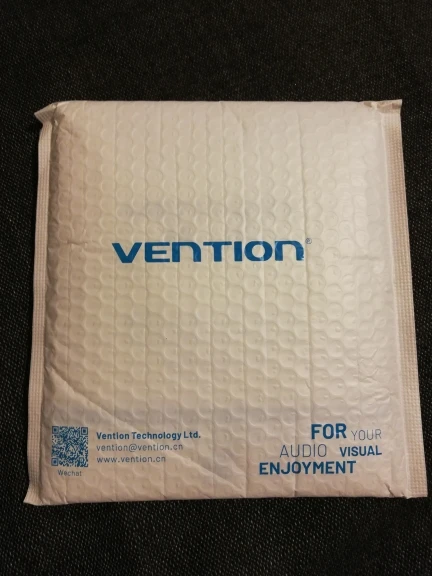 VENTION®
Vention Technology Ltd.
vention@vention.cn
www.vention.cn
Wechat
FOR YOUR
AUDIO VISUAL
ENJOYMENT